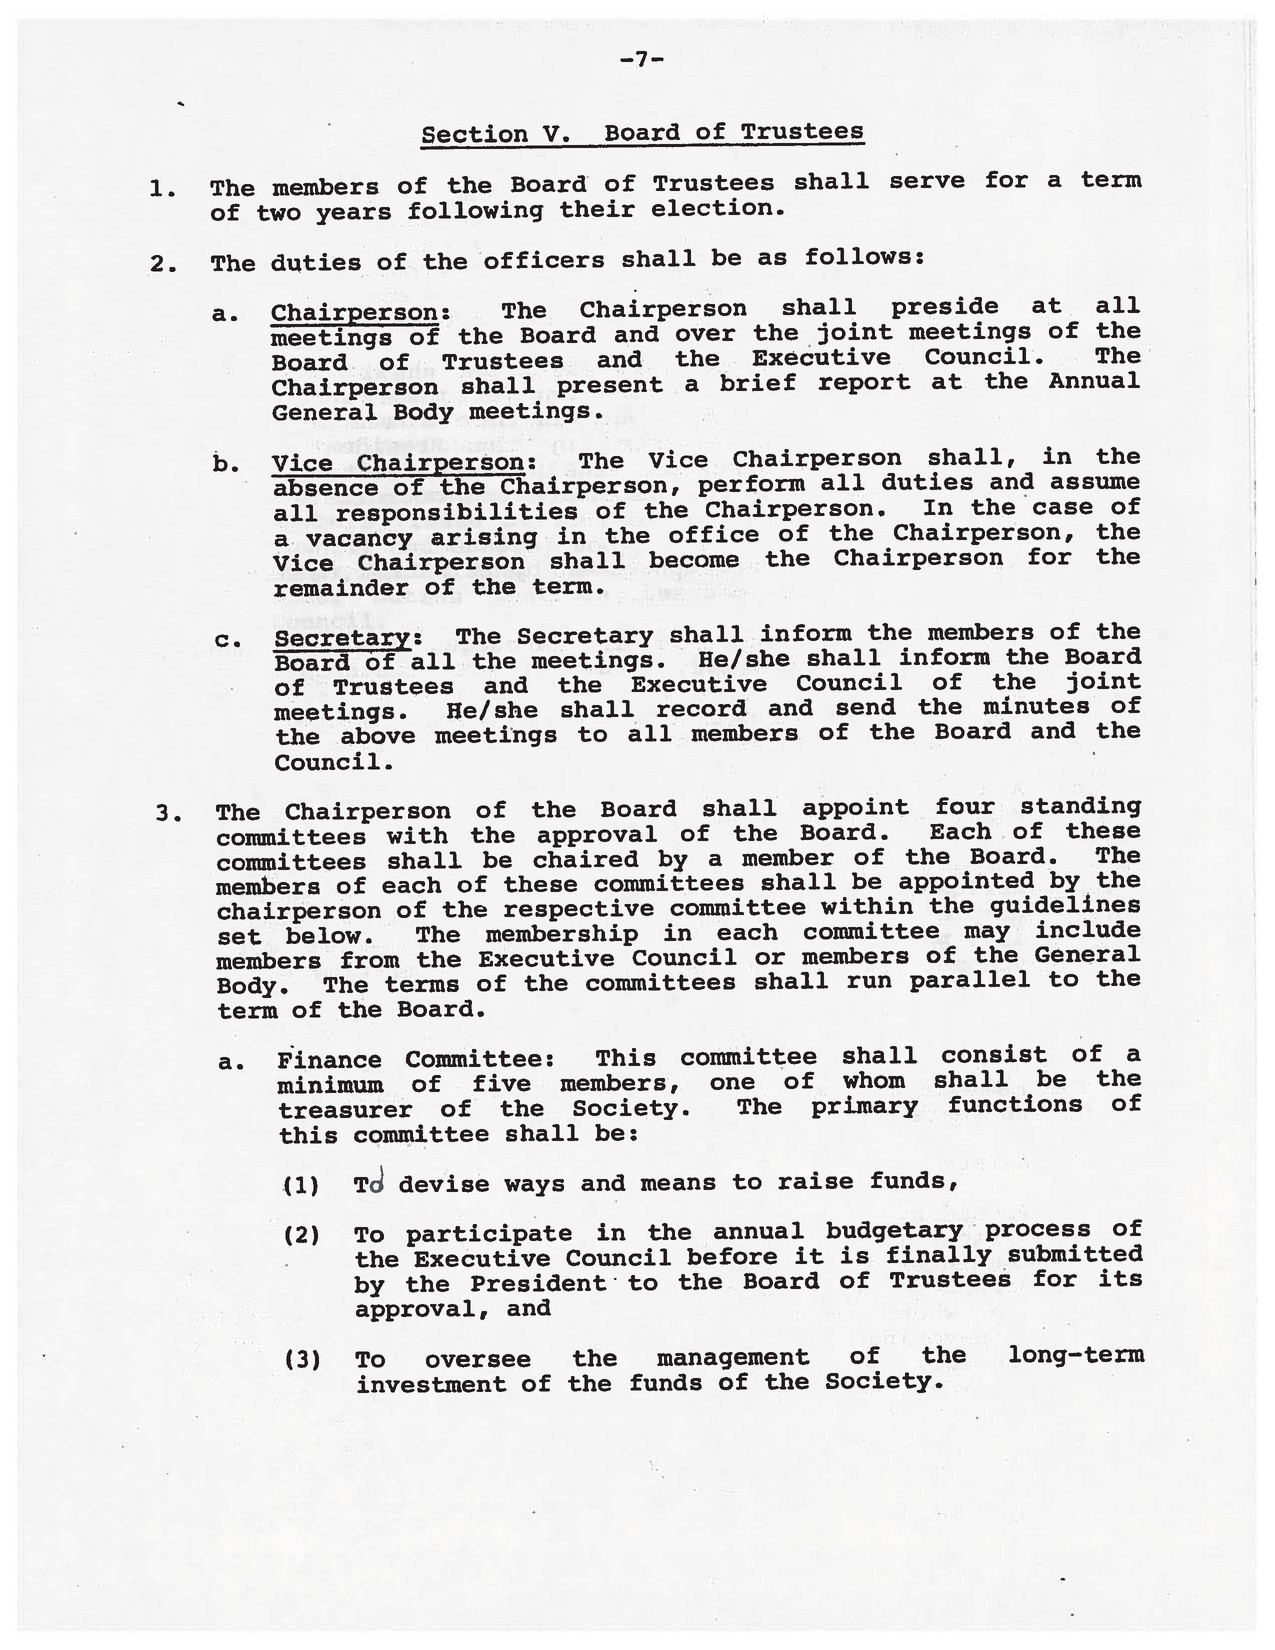 -7-
Section V. Board of Trustees
1. The members of the Board of Trustees shall serve for a term
of two years following their election.
2. The duties of the officers shall be as follows:
a. Chairperson: The Chairperson shall preside at all
meetings of the Board and over the joint meetings of the
Board of Trustees and the Executive Council. The
Chairperson shall present a brief report at the Annual
General Body meetings.
b. Vice Chairperson: The Vice Chairperson shall, in the
absence of the Chairperson, perform all duties and assume
all responsibilities of the Chairperson. In the case of
a vacancy arising in the office of the Chairperson, the
Vice Chairperson shall become the Chairperson for the
remainder of the term.
c. Secretary: The Secretary shall inform the members of the
Board of all the meetings. He/she shall inform the Board
of Trustees and the Executive Council of the joint
meetings. He/she shall record and send the minutes of
the above meetings to all members of the Board and the
Council.
3. The Chairperson of the Board shall appoint four standing
committees with the approval of the Board. Each of these
committees shall be chaired by a member of the Board. The
members of each of these committees shall be appointed by the
chairperson of the respective committee within the guidelines
set below. The membership in each committee may include
members from the Executive Council or members of the General
Body. The terms of the committees shall run parallel to the
term of the Board.
a. Finance Committee: This committee shall consist of a
minimum of five members, one of whom shall be the
treasurer of the Society. The primary functions of
this committee shall be:
(1) To devise ways and means to raise funds,
(2) To participate in the annual budgetary process of
the Executive Council before it is finally submitted
by the President to the Board of Trustees for its
approval, and
(3) To oversee the management of the long-term
investment of the funds of the Society.